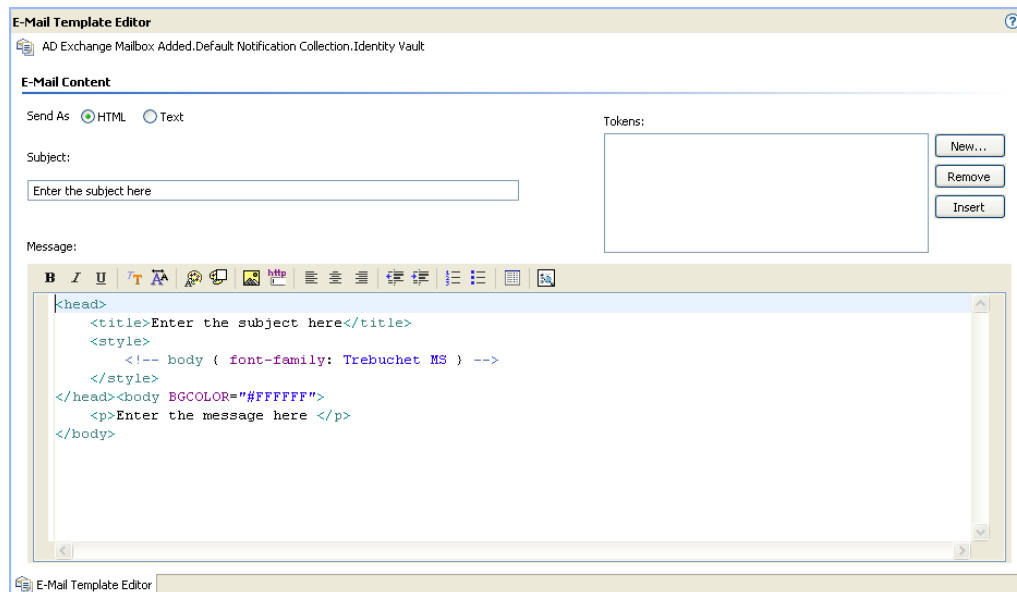 E-Mail Template Editor
AD Exchange Mailbox Added.Default Notification Collection.Identity Vault
E-Mail Content
Send As HTML Text
Tokens:
New...
Subject:
Remove
Enter the subject here
Insert
Message:
B I U TT AA http
<head>
    <title>Enter the subject here</title>
    <style>
        <!-- body { font-family: Trebuchet MS } -->
    </style>
</head><body BGCOLOR="#FFFFFF">
    <p>Enter the message here </p>
</body>
E-Mail Template Editor